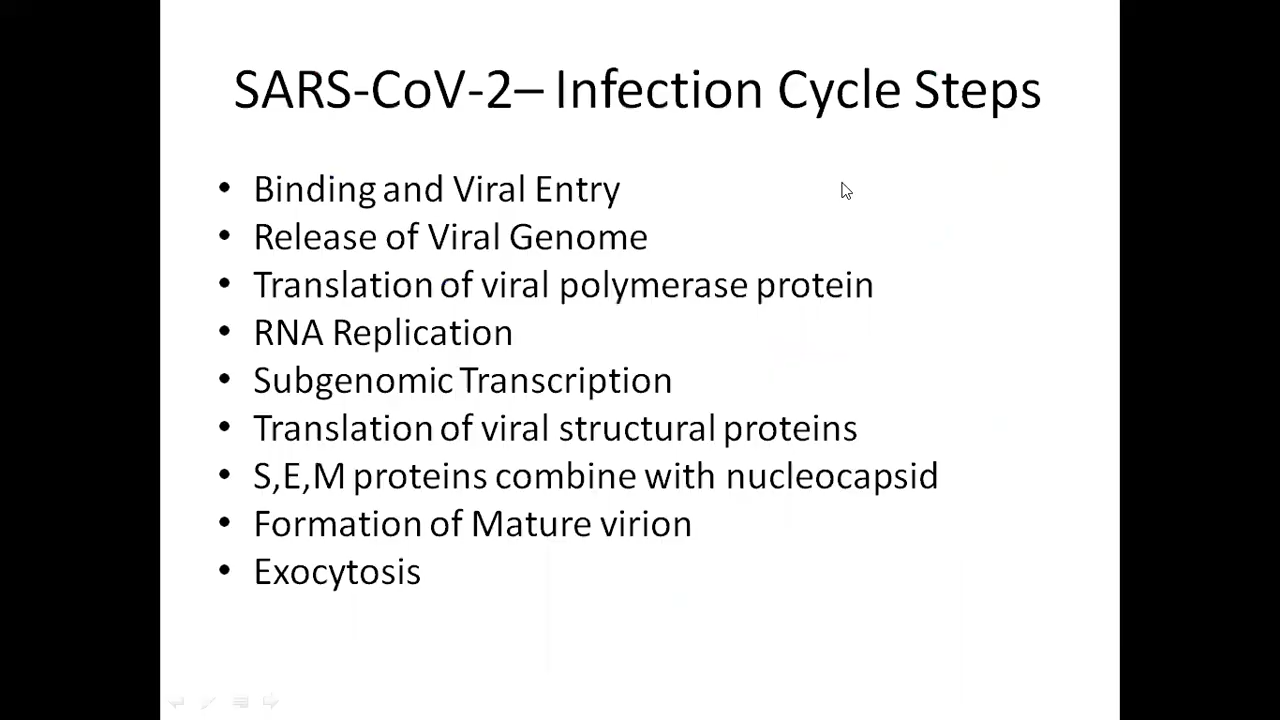 SARS-CoV-2– Infection Cycle Steps
• Binding and Viral Entry
• Release of Viral Genome
• Translation of viral polymerase protein
• RNA Replication
• Subgenomic Transcription
• Translation of viral structural proteins
• S,E,M proteins combine with nucleocapsid
• Formation of Mature virion
• Exocytosis